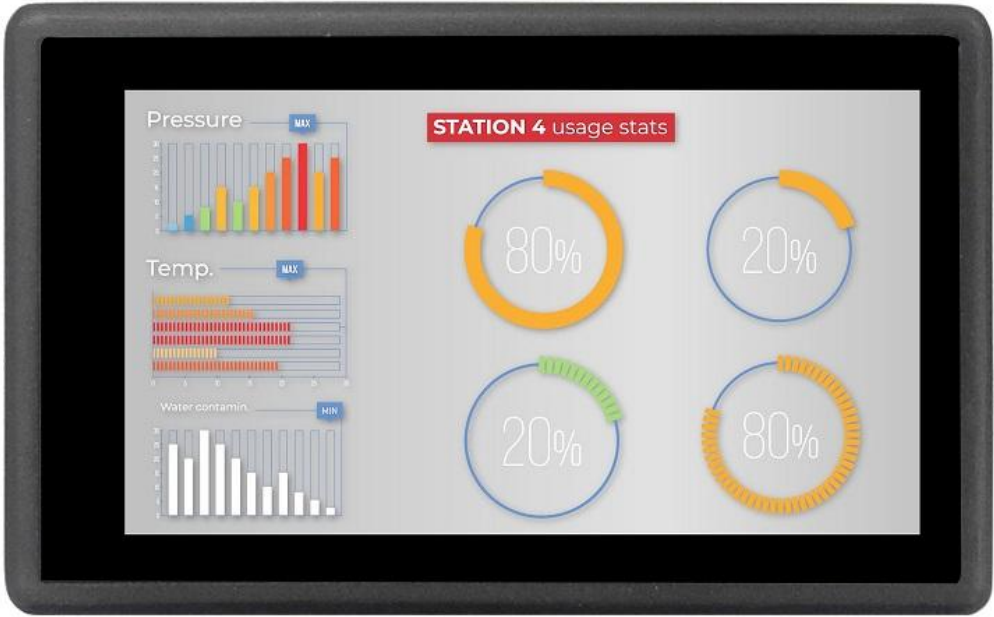 Pressure
MAX
STATION 4 usage stats
80%
20%
Temp.
MAX
Water contamin.
MIN
20%
80%